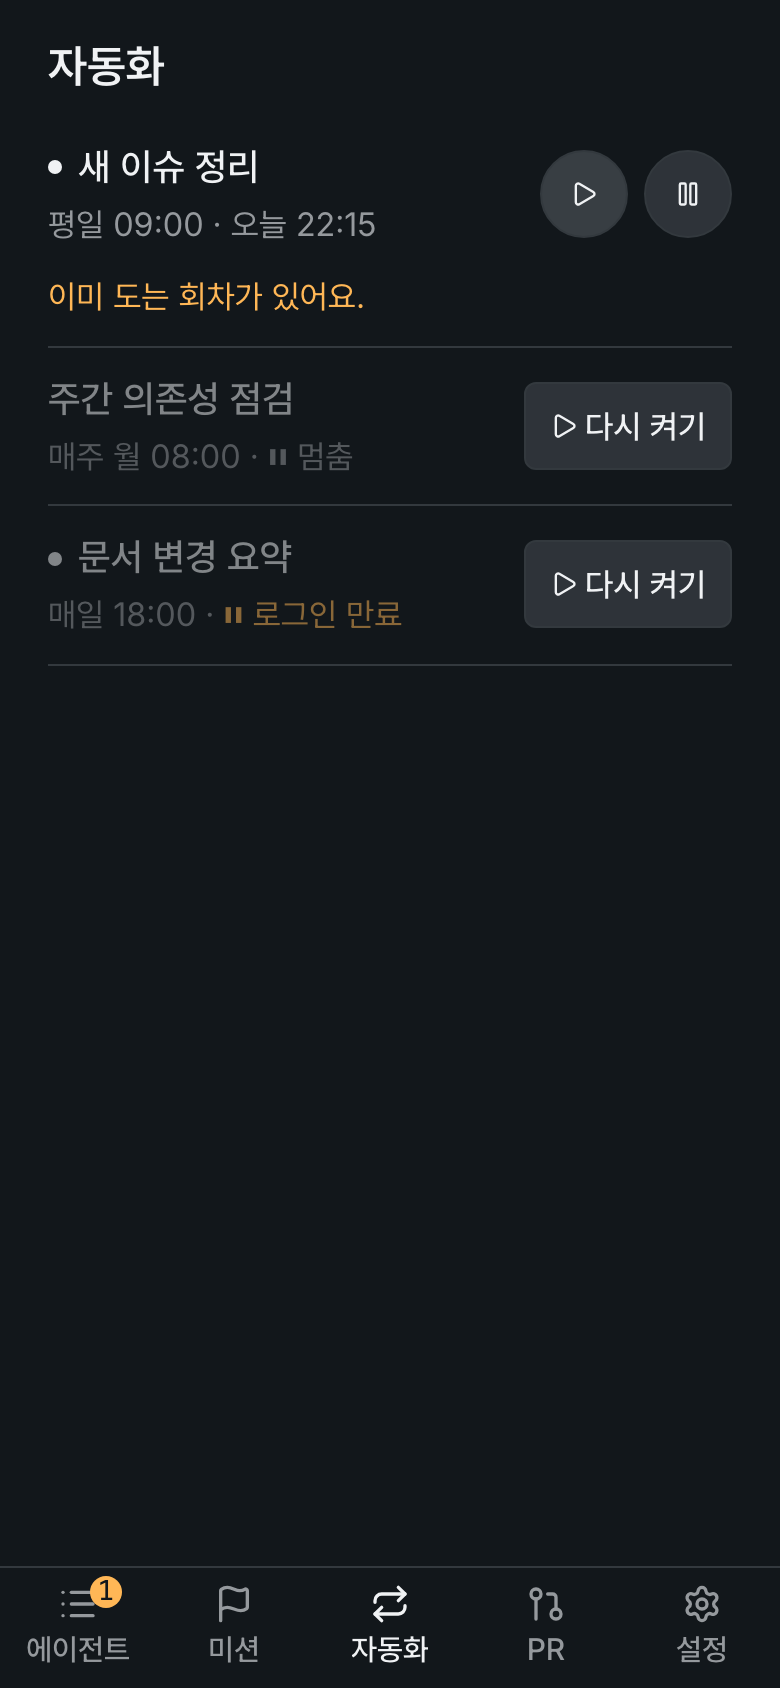 자동화
새 이슈 정리
평일 09:00 · 오늘 22:15
이미 도는 회차가 있어요.
주간 의존성 점검
매주 월 08:00 · 멈춤
다시 켜기
문서 변경 요약
매일 18:00 · 로그인 만료
다시 켜기
1
에이전트
미션
자동화
PR
설정